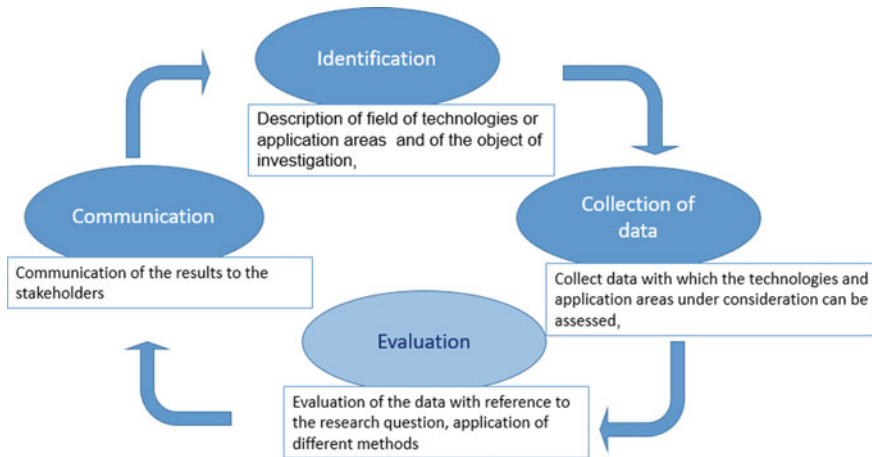 Identification
Description of field of technologies or
application areas and of the object of
investigation,
Communication
Communication of the results to the
stakeholders
Collection of
data
Collect data with which the technologies and
application areas under consideration can be
assessed,
Evaluation
Evaluation of the data with reference to
the research question, application of
different methods